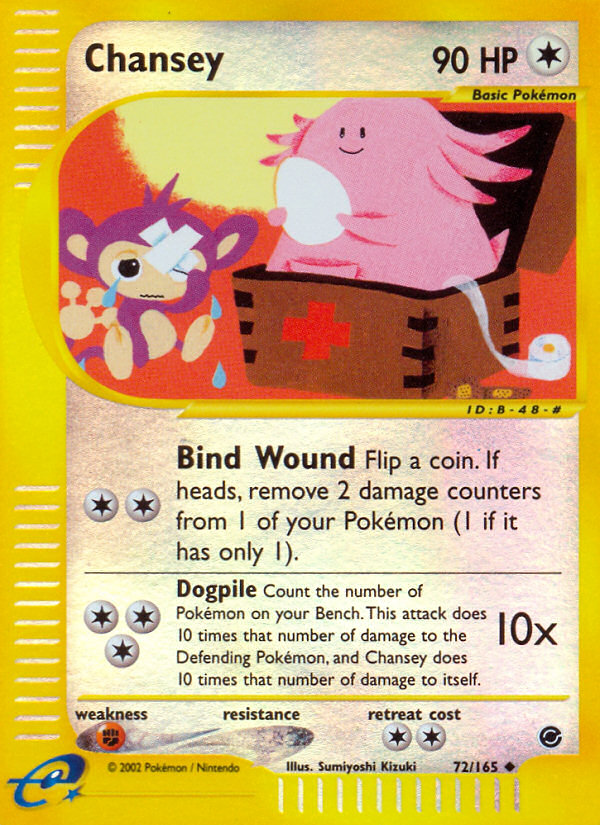 Chansey 90 HP
Basic Pokémon
ID:B-48-#
Bind Wound Flip a coin. If
heads, remove 2 damage counters
from 1 of your Pokémon (1 if it
has only 1).
Dogpile Count the number of
Pokémon on your Bench. This attack does
10 times that number of damage to the
Defending Pokémon, and Chansey does
10 times that number of damage to itself.
10x
weakness resistance retreat cost
© 2002 Pokémon / Nintendo Illus. Sumiyoshi Kizuki 72/165 ◆
e